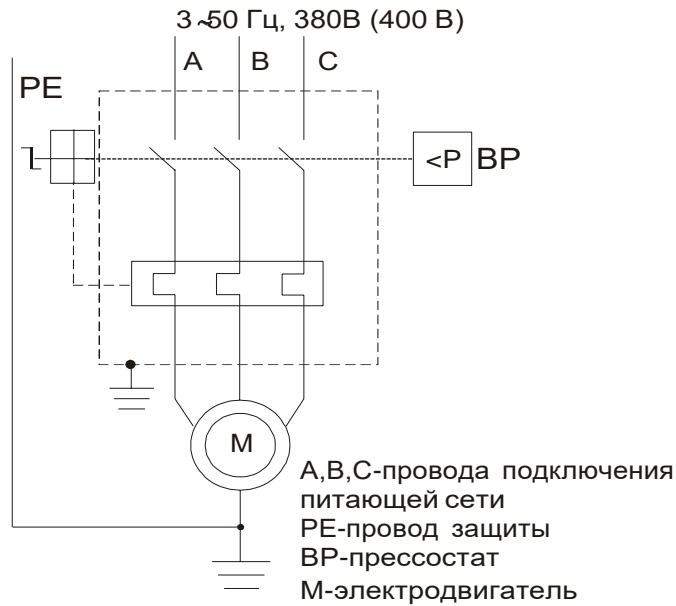 3 ~50 Гц, 380В (400 В)
A B C
PE
<P BP
M
A,B,C-провода подключения
питающей сети
PE-провод защиты
BP-прессостат
M-электродвигатель